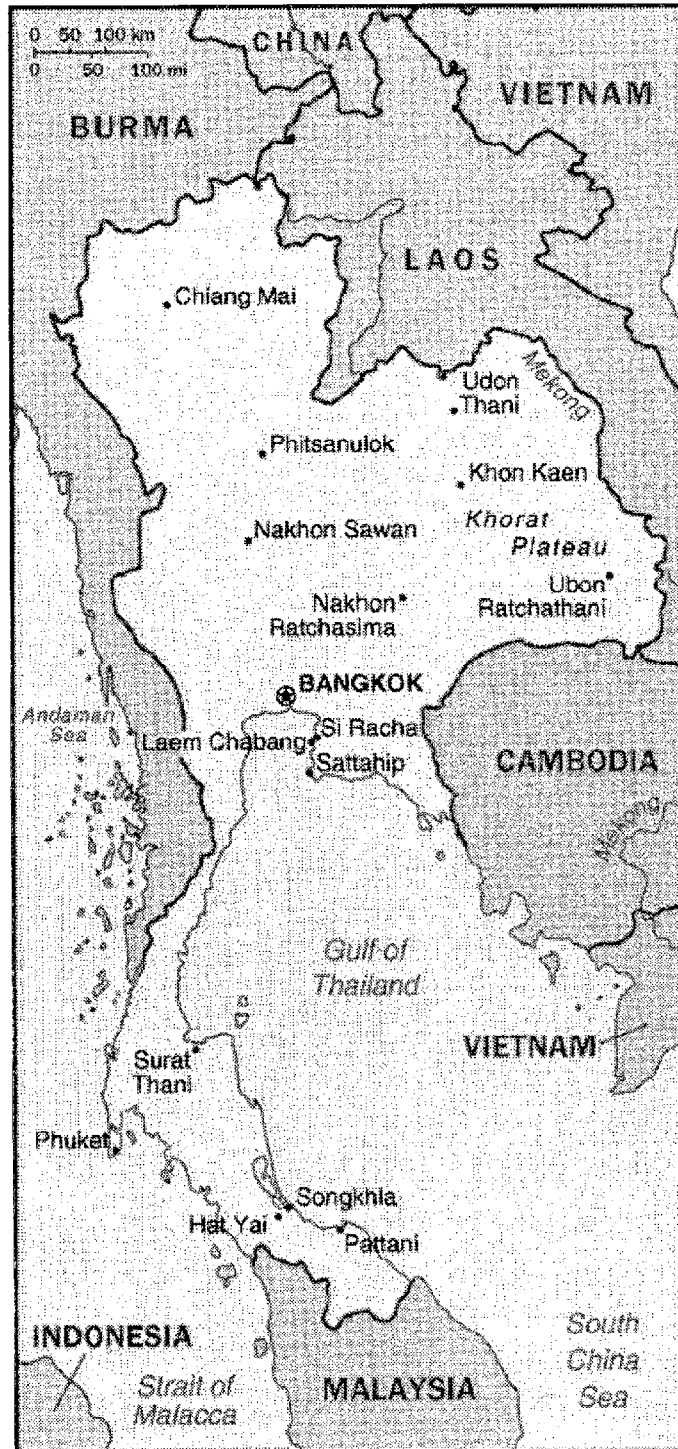 0 50 100 km
0 50 100 mi
CHINA
VIETNAM
BURMA
LAOS
Chiang Mai
Udon
Thani
Mekong
Phitsanulok
Khon Kaen
Khorat
Plateau
Nakhon Sawan
Ubon
Ratchathani
Nakhon
Ratchasima
BANGKOK
Andaman
Sea
Si Racha
Laem Chabang
Sattahip
CAMBODIA
Mekong
Gulf of
Thailand
VIETNAM
Surat
Thani
Phuket
Songkhla
Hat Yai
Pattani
INDONESIA
Strait of
Malacca
MALAYSIA
South
China
Sea